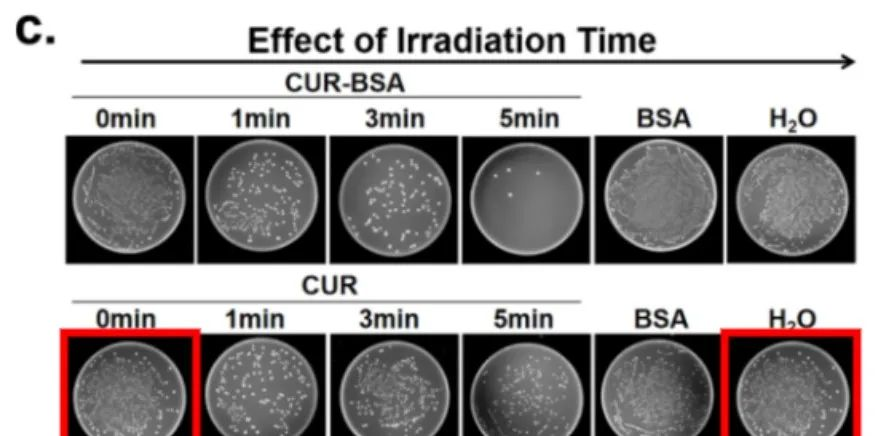 c.
Effect of Irradiation Time
CUR-BSA
0min 1min 3min 5min BSA H₂O
CUR
0min 1min 3min 5min BSA H₂O